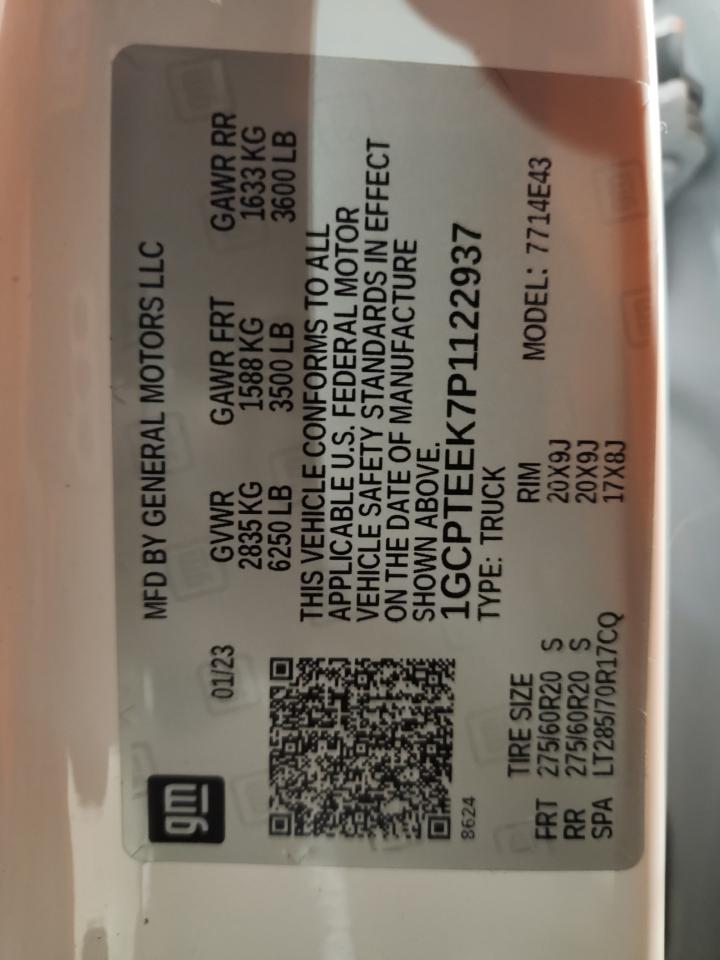 gm
01/23
MFD BY GENERAL MOTORS LLC
GVWR GAWR FRT GAWR RR
2835 KG 1588 KG 1633 KG
6250 LB 3500 LB 3600 LB
THIS VEHICLE CONFORMS TO ALL
APPLICABLE U.S. FEDERAL MOTOR
VEHICLE SAFETY STANDARDS IN EFFECT
ON THE DATE OF MANUFACTURE
SHOWN ABOVE.
1GCPTEEK7P1122937
TYPE: TRUCK
8624
TIRE SIZE RIM MODEL: 7714E43
FRT 275/60R20 S 20X9J
RR 275/60R20 S 20X9J
SPA LT285/70R17CQ 17X8J